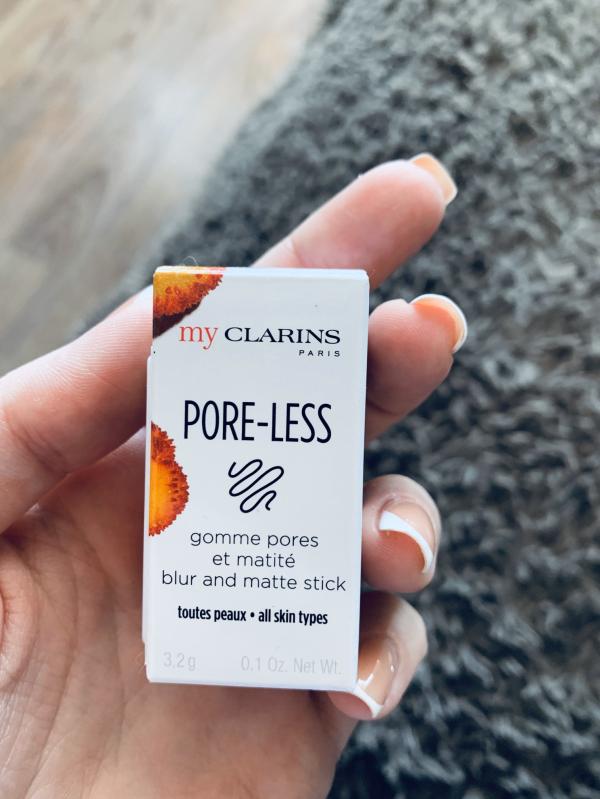 my CLARINS
PARIS
PORE-LESS
gomme pores
et matité
blur and matte stick
toutes peaux • all skin types
3.2g 0.1 Oz. Net Wt.